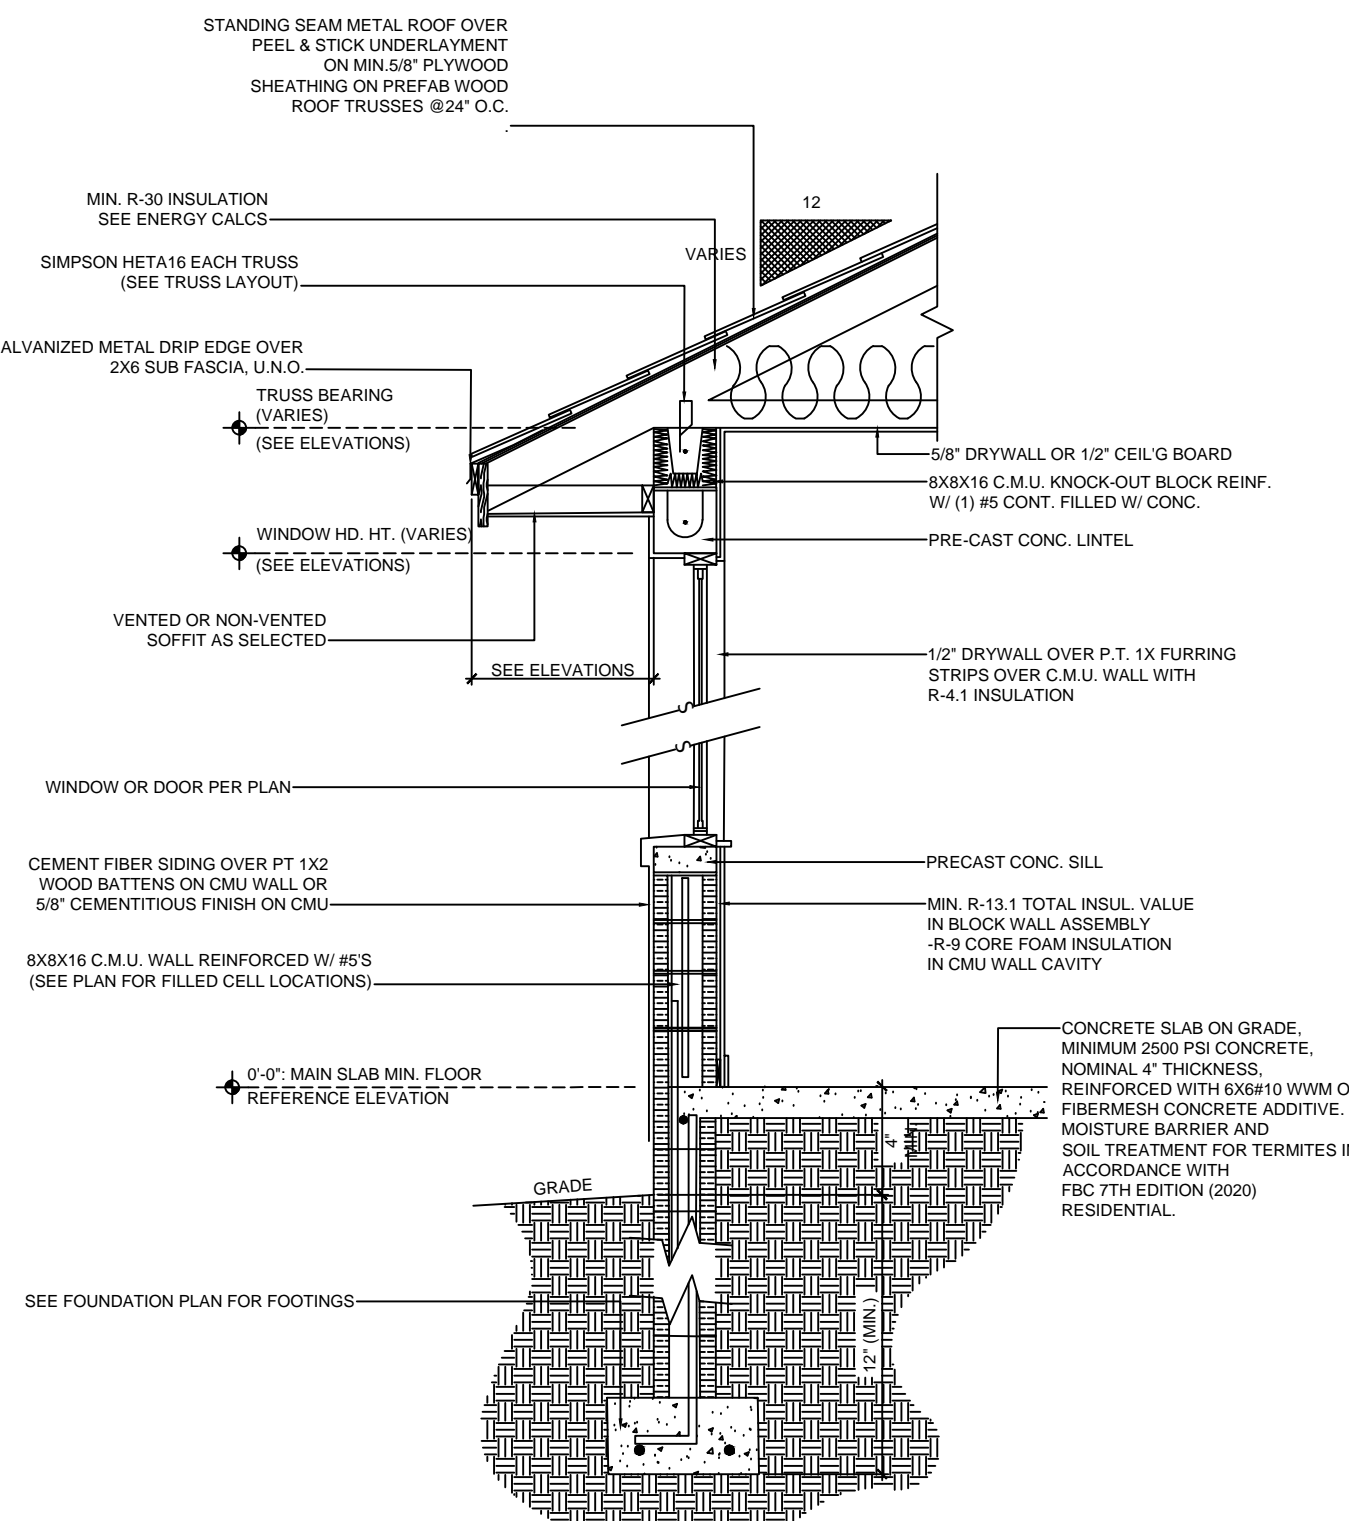 STANDING SEAM METAL ROOF OVER
PEEL & STICK UNDERLAYMENT
ON MIN.5/8" PLYWOOD
SHEATHING ON PREFAB WOOD
ROOF TRUSSES @24" O.C.
.
MIN. R-30 INSULATION
SEE ENERGY CALCS
12
VARIES
SIMPSON HETA16 EACH TRUSS
(SEE TRUSS LAYOUT)
ALVANIZED METAL DRIP EDGE OVER
2X6 SUB FASCIA, U.N.O.
TRUSS BEARING
(VARIES)
(SEE ELEVATIONS)
5/8" DRYWALL OR 1/2" CEIL'G BOARD
8X8X16 C.M.U. KNOCK-OUT BLOCK REINF.
W/ (1) #5 CONT. FILLED W/ CONC.
WINDOW HD. HT. (VARIES)
(SEE ELEVATIONS)
PRE-CAST CONC. LINTEL
VENTED OR NON-VENTED
SOFFIT AS SELECTED
SEE ELEVATIONS
1/2" DRYWALL OVER P.T. 1X FURRING
STRIPS OVER C.M.U. WALL WITH
R-4.1 INSULATION
WINDOW OR DOOR PER PLAN
CEMENT FIBER SIDING OVER PT 1X2
WOOD BATTENS ON CMU WALL OR
5/8" CEMENTITIOUS FINISH ON CMU
PRECAST CONC. SILL
MIN. R-13.1 TOTAL INSUL. VALUE
IN BLOCK WALL ASSEMBLY
-R-9 CORE FOAM INSULATION
IN CMU WALL CAVITY
8X8X16 C.M.U. WALL REINFORCED W/ #5'S
(SEE PLAN FOR FILLED CELL LOCATIONS)
0'-0": MAIN SLAB MIN. FLOOR
REFERENCE ELEVATION
CONCRETE SLAB ON GRADE,
MINIMUM 2500 PSI CONCRETE,
NOMINAL 4" THICKNESS,
REINFORCED WITH 6X6#10 WWM O
FIBERMESH CONCRETE ADDITIVE.
MOISTURE BARRIER AND
SOIL TREATMENT FOR TERMITES I
ACCORDANCE WITH
FBC 7TH EDITION (2020)
RESIDENTIAL.
4"
MIN.
GRADE
12" (MIN.)
SEE FOUNDATION PLAN FOR FOOTINGS